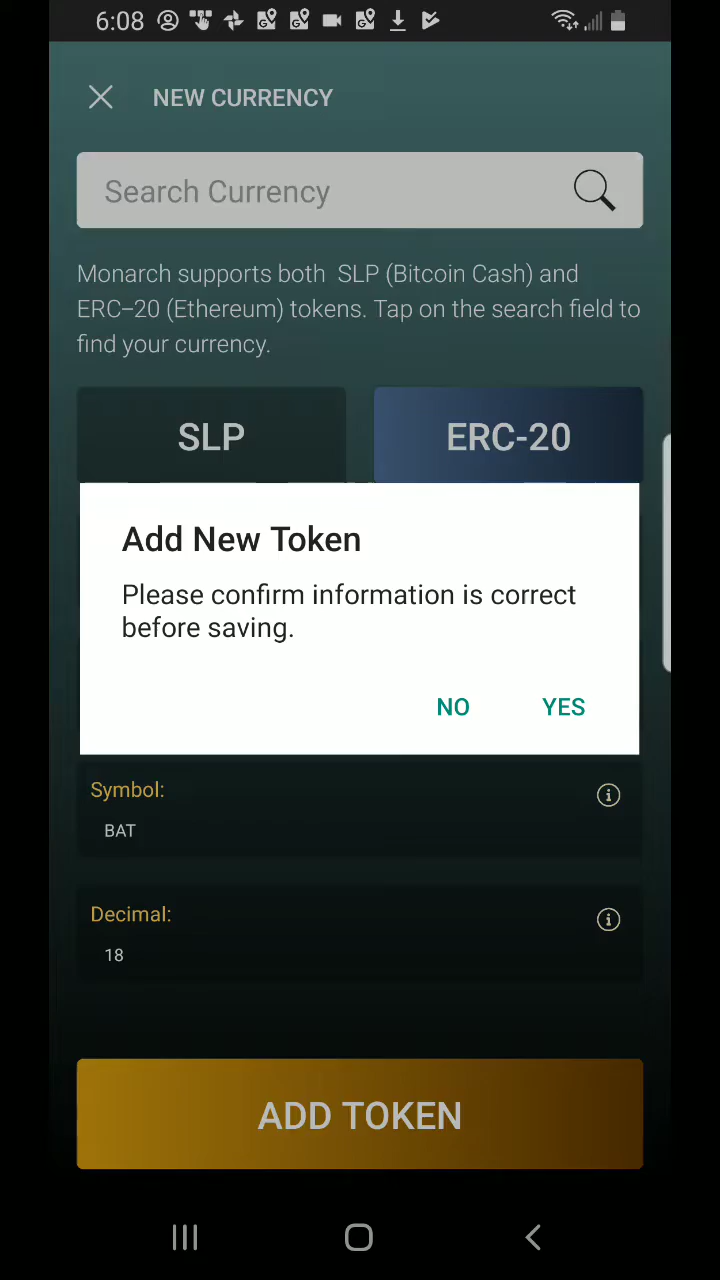 6:08
NEW CURRENCY
Search Currency
Monarch supports both  SLP (Bitcoin Cash) and
ERC-20 (Ethereum) tokens. Tap on the search field to
find your currency.
SLP
ERC-20
Add New Token
Please confirm information is correct
before saving.
NO
YES
Symbol:
BAT
Decimal:
18
ADD TOKEN